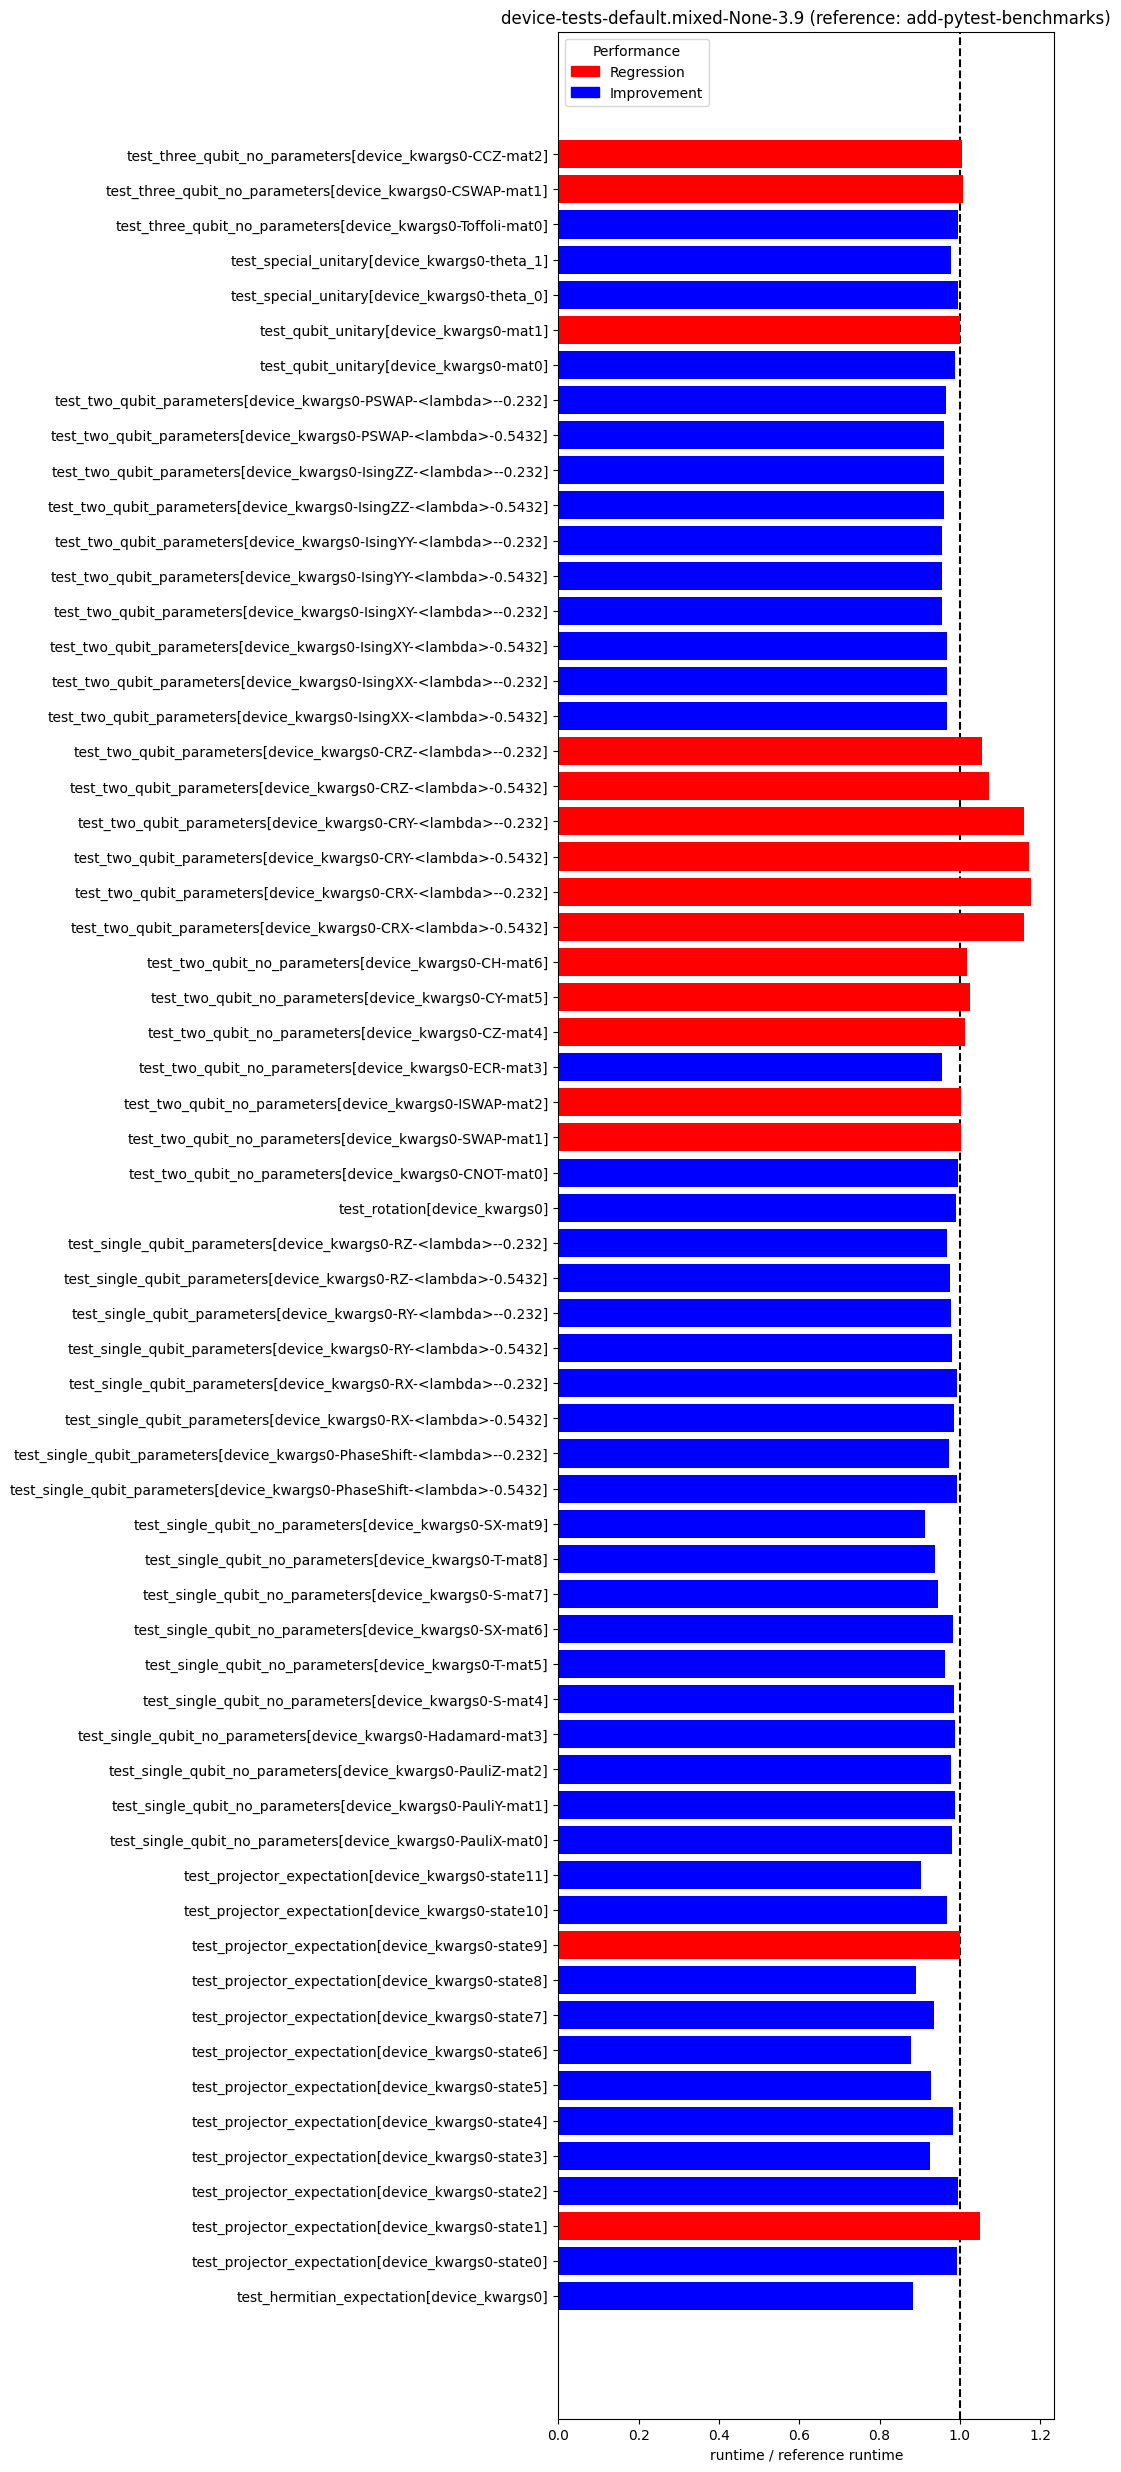 device-tests-default.mixed-None-3.9 (reference: add-pytest-benchmarks)
Performance
Regression
Improvement
test_three_qubit_no_parameters[device_kwargs0-CCZ-mat2]
test_three_qubit_no_parameters[device_kwargs0-CSWAP-mat1]
test_three_qubit_no_parameters[device_kwargs0-Toffoli-mat0]
test_special_unitary[device_kwargs0-theta_1]
test_special_unitary[device_kwargs0-theta_0]
test_qubit_unitary[device_kwargs0-mat1]
test_qubit_unitary[device_kwargs0-mat0]
test_two_qubit_parameters[device_kwargs0-PSWAP-<lambda>--0.232]
test_two_qubit_parameters[device_kwargs0-PSWAP-<lambda>-0.5432]
test_two_qubit_parameters[device_kwargs0-IsingZZ-<lambda>--0.232]
test_two_qubit_parameters[device_kwargs0-IsingZZ-<lambda>-0.5432]
test_two_qubit_parameters[device_kwargs0-IsingYY-<lambda>--0.232]
test_two_qubit_parameters[device_kwargs0-IsingYY-<lambda>-0.5432]
test_two_qubit_parameters[device_kwargs0-IsingXY-<lambda>--0.232]
test_two_qubit_parameters[device_kwargs0-IsingXY-<lambda>-0.5432]
test_two_qubit_parameters[device_kwargs0-IsingXX-<lambda>--0.232]
test_two_qubit_parameters[device_kwargs0-IsingXX-<lambda>-0.5432]
test_two_qubit_parameters[device_kwargs0-CRZ-<lambda>--0.232]
test_two_qubit_parameters[device_kwargs0-CRZ-<lambda>-0.5432]
test_two_qubit_parameters[device_kwargs0-CRY-<lambda>--0.232]
test_two_qubit_parameters[device_kwargs0-CRY-<lambda>-0.5432]
test_two_qubit_parameters[device_kwargs0-CRX-<lambda>--0.232]
test_two_qubit_parameters[device_kwargs0-CRX-<lambda>-0.5432]
test_two_qubit_no_parameters[device_kwargs0-CH-mat6]
test_two_qubit_no_parameters[device_kwargs0-CY-mat5]
test_two_qubit_no_parameters[device_kwargs0-CZ-mat4]
test_two_qubit_no_parameters[device_kwargs0-ECR-mat3]
test_two_qubit_no_parameters[device_kwargs0-ISWAP-mat2]
test_two_qubit_no_parameters[device_kwargs0-SWAP-mat1]
test_two_qubit_no_parameters[device_kwargs0-CNOT-mat0]
test_rotation[device_kwargs0]
test_single_qubit_parameters[device_kwargs0-RZ-<lambda>--0.232]
test_single_qubit_parameters[device_kwargs0-RZ-<lambda>-0.5432]
test_single_qubit_parameters[device_kwargs0-RY-<lambda>--0.232]
test_single_qubit_parameters[device_kwargs0-RY-<lambda>-0.5432]
test_single_qubit_parameters[device_kwargs0-RX-<lambda>--0.232]
test_single_qubit_parameters[device_kwargs0-RX-<lambda>-0.5432]
test_single_qubit_parameters[device_kwargs0-PhaseShift-<lambda>--0.232]
test_single_qubit_parameters[device_kwargs0-PhaseShift-<lambda>-0.5432]
test_single_qubit_no_parameters[device_kwargs0-SX-mat9]
test_single_qubit_no_parameters[device_kwargs0-T-mat8]
test_single_qubit_no_parameters[device_kwargs0-S-mat7]
test_single_qubit_no_parameters[device_kwargs0-SX-mat6]
test_single_qubit_no_parameters[device_kwargs0-T-mat5]
test_single_qubit_no_parameters[device_kwargs0-S-mat4]
test_single_qubit_no_parameters[device_kwargs0-Hadamard-mat3]
test_single_qubit_no_parameters[device_kwargs0-PauliZ-mat2]
test_single_qubit_no_parameters[device_kwargs0-PauliY-mat1]
test_single_qubit_no_parameters[device_kwargs0-PauliX-mat0]
test_projector_expectation[device_kwargs0-state11]
test_projector_expectation[device_kwargs0-state10]
test_projector_expectation[device_kwargs0-state9]
test_projector_expectation[device_kwargs0-state8]
test_projector_expectation[device_kwargs0-state7]
test_projector_expectation[device_kwargs0-state6]
test_projector_expectation[device_kwargs0-state5]
test_projector_expectation[device_kwargs0-state4]
test_projector_expectation[device_kwargs0-state3]
test_projector_expectation[device_kwargs0-state2]
test_projector_expectation[device_kwargs0-state1]
test_projector_expectation[device_kwargs0-state0]
test_hermitian_expectation[device_kwargs0]
0.0 0.2 0.4 0.6 0.8 1.0 1.2
runtime / reference runtime